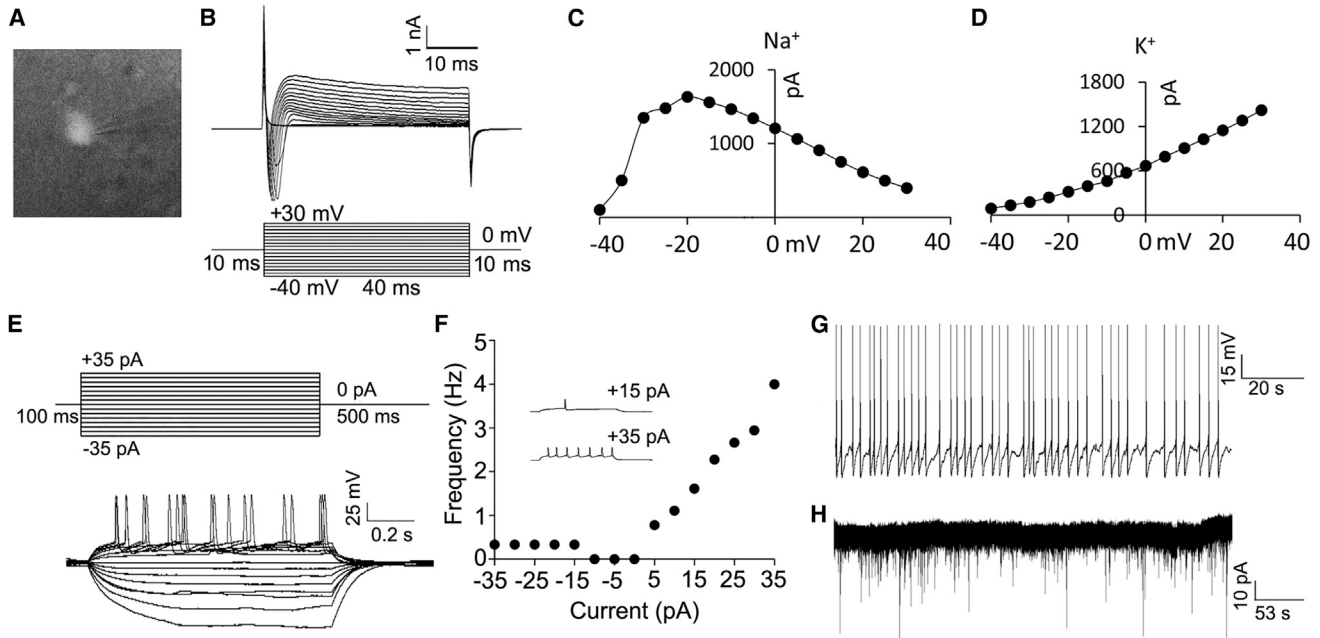 A
B
1 nA
10 ms
+30 mV
0 mV
10 ms
10 ms
-40 mV
40 ms
C
Na⁺
2000
pA
1000
-40
-20
0 mV
20
40
D
K⁺
1800
pA
1200
600
0
-40
-20
0 mV
20
40
E
+35 pA
0 pA
100 ms
500 ms
-35 pA
25 mV
0.2 s
F
5
4
3
2
1
0
Frequency (Hz)
+15 pA
+35 pA
-35
-25
-15
-5
5
15
25
35
Current (pA)
G
15 mV
20 s
H
10 pA
53 s